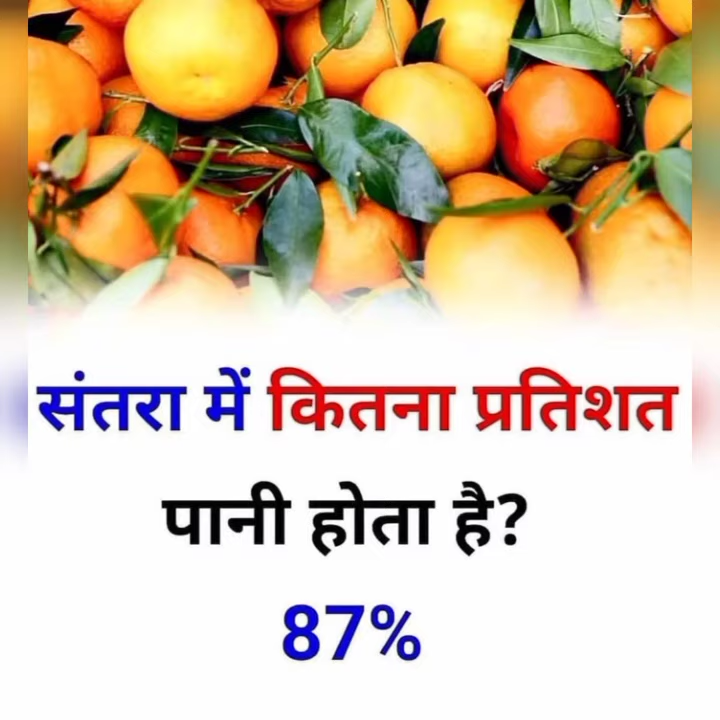 संतरा में कितना प्रतिशत
पानी होता है?
87%